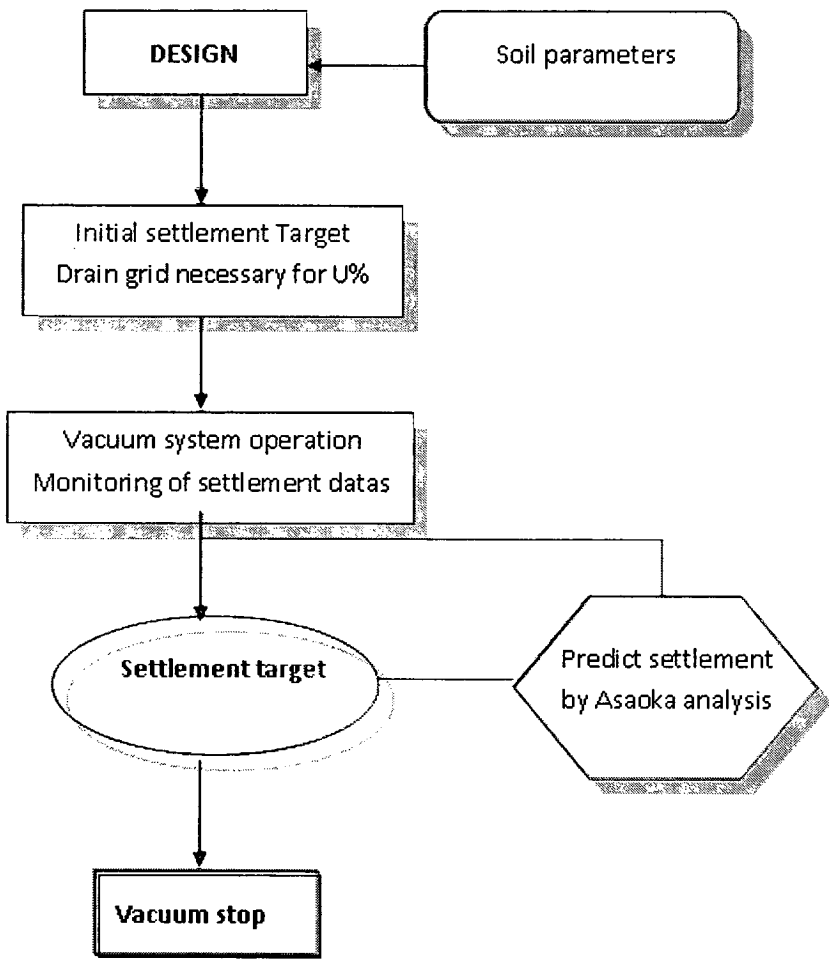 DESIGN
Soil parameters
Initial settlement Target
Drain grid necessary for U%
Vacuum system operation
Monitoring of settlement datas
Settlement target
Predict settlement
by Asaoka analysis
Vacuum stop